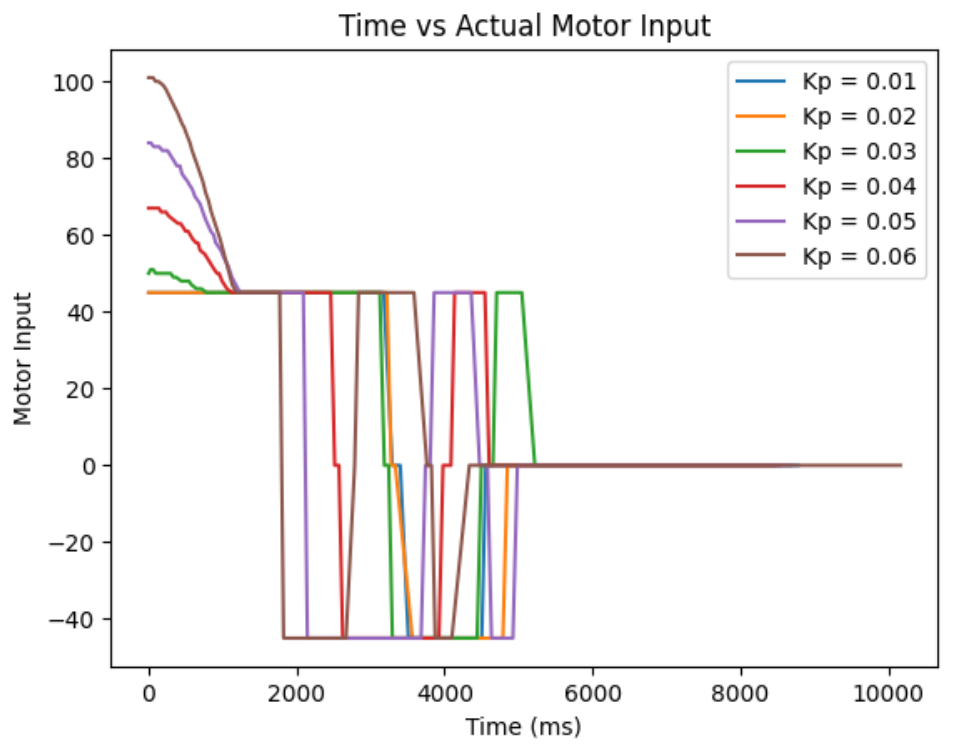 Time vs Actual Motor Input
Motor Input
100
80
60
40
20
0
−20
−40
Kp = 0.01
Kp = 0.02
Kp = 0.03
Kp = 0.04
Kp = 0.05
Kp = 0.06
0 2000 4000 6000 8000 10000
Time (ms)